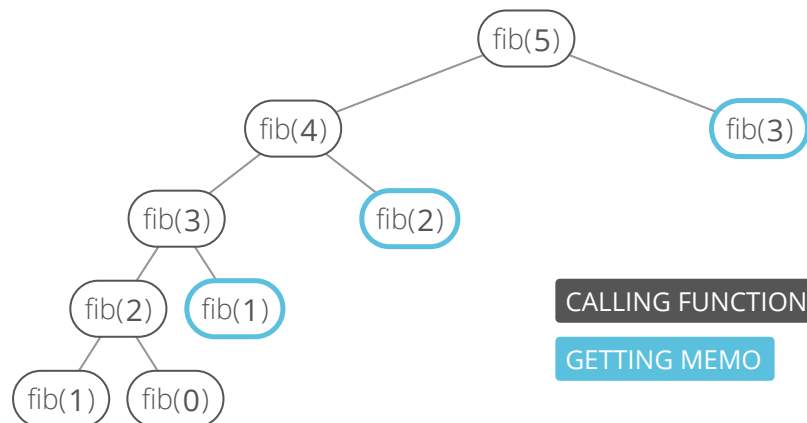 fib(5)
fib(4)
fib(3)
fib(3)
fib(2)
fib(2)
fib(1)
CALLING FUNCTION
GETTING MEMO
fib(1)
fib(0)